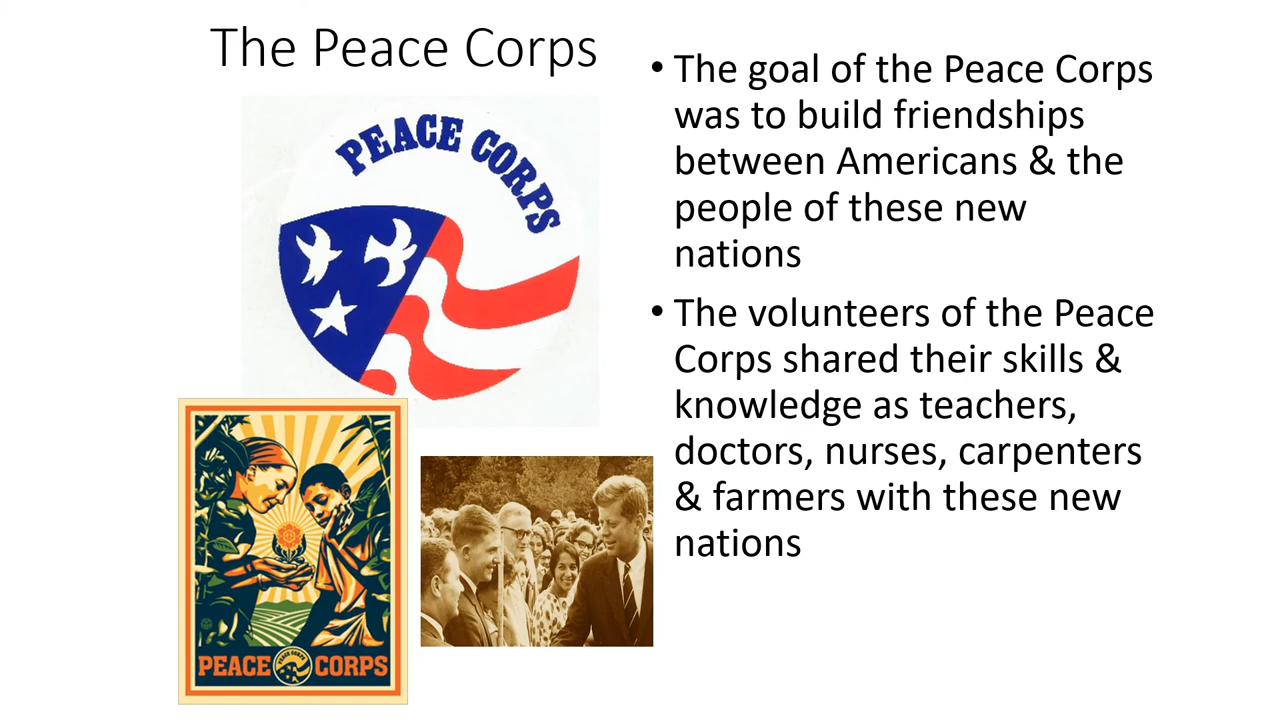 The Peace Corps
PEACE CORPS
• The goal of the Peace Corps
was to build friendships
between Americans & the
people of these new
nations
• The volunteers of the Peace
Corps shared their skills &
knowledge as teachers,
doctors, nurses, carpenters
& farmers with these new
nations
PEACE CORPS